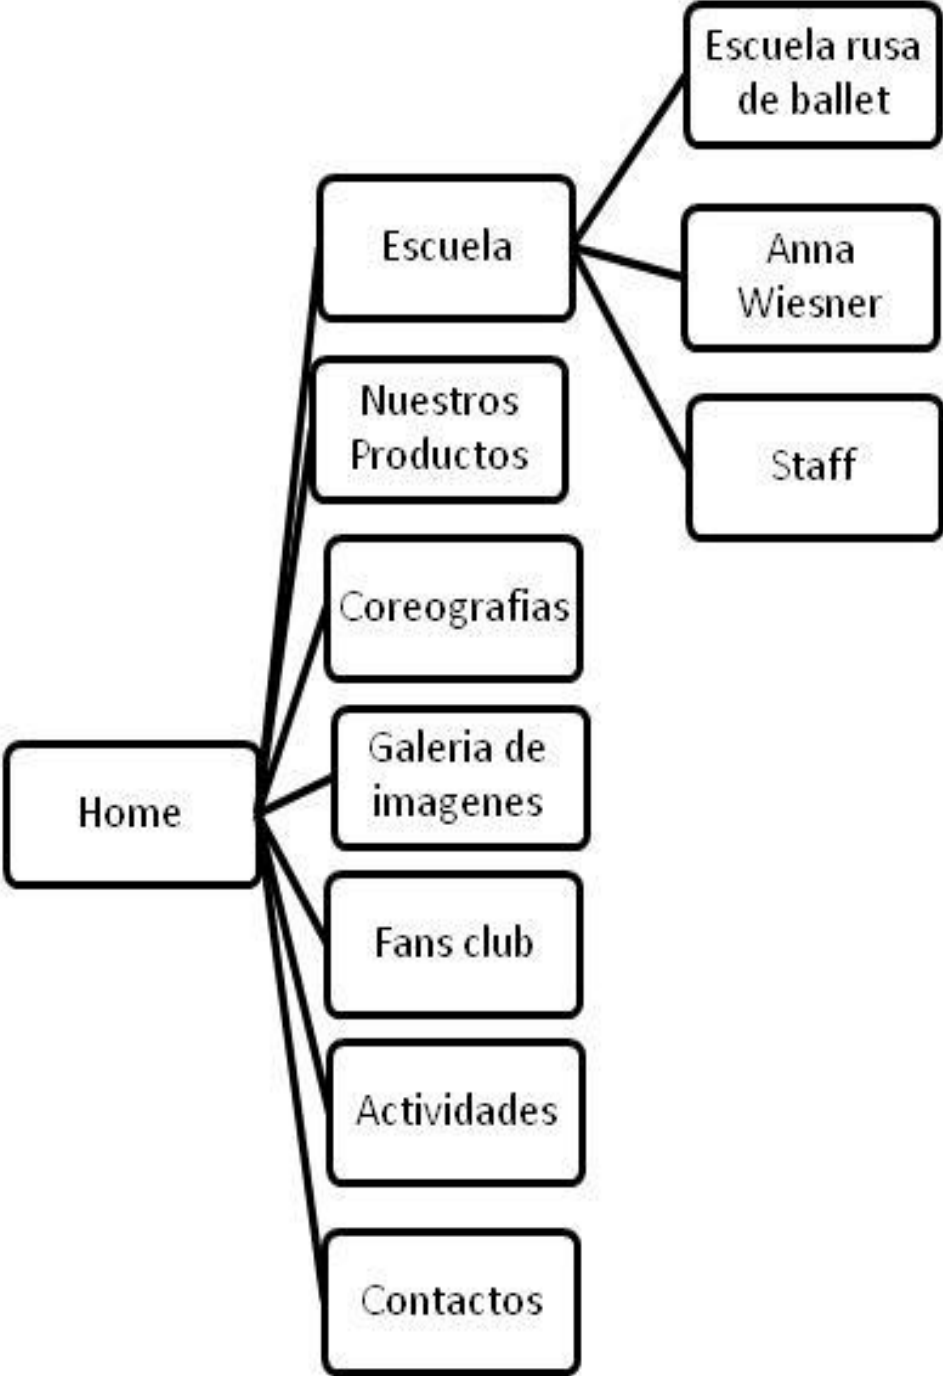 Escuela rusa
de ballet
Escuela
Anna
Wiesner
Nuestros
Productos
Staff
Coreografias
Galeria de
imagenes
Home
Fans club
Actividades
Contactos